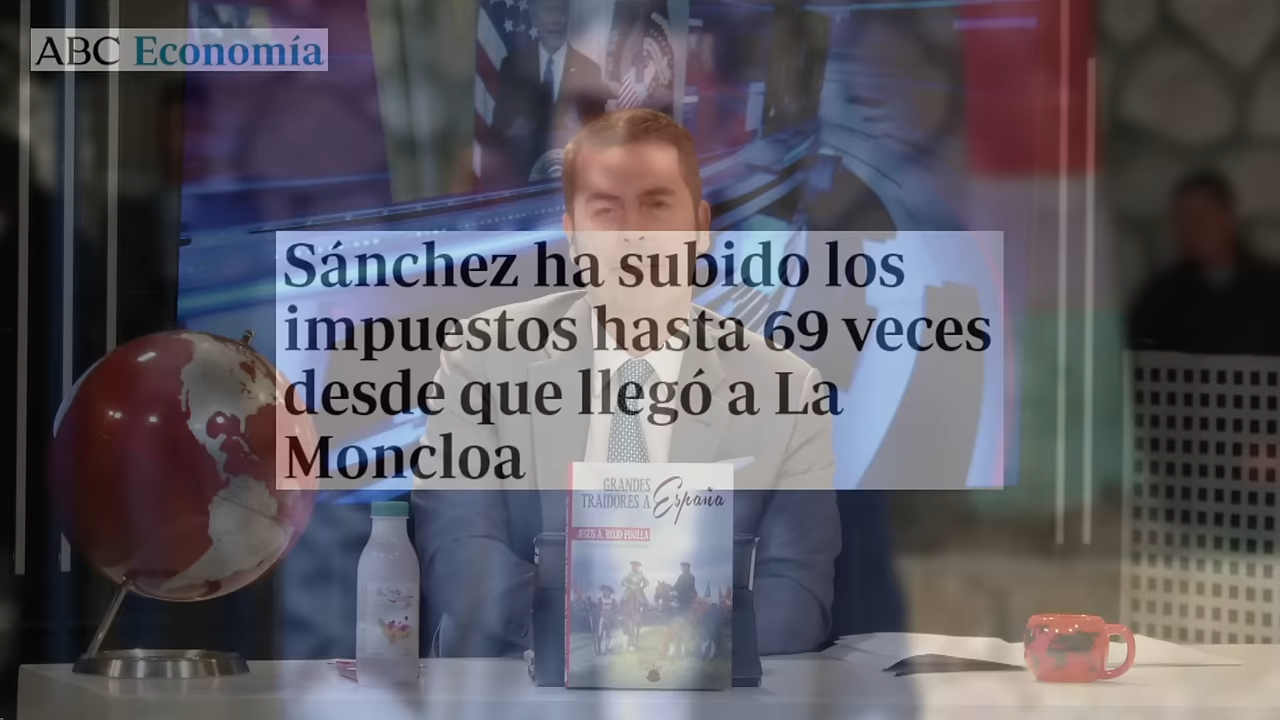 ABC Economía
Sánchez ha subido los
impuestos hasta 69 veces
desde que llegó a La
Moncloa
GRANDES
TRAIDORES A España
JESÚS Á. ROJO PINILLA